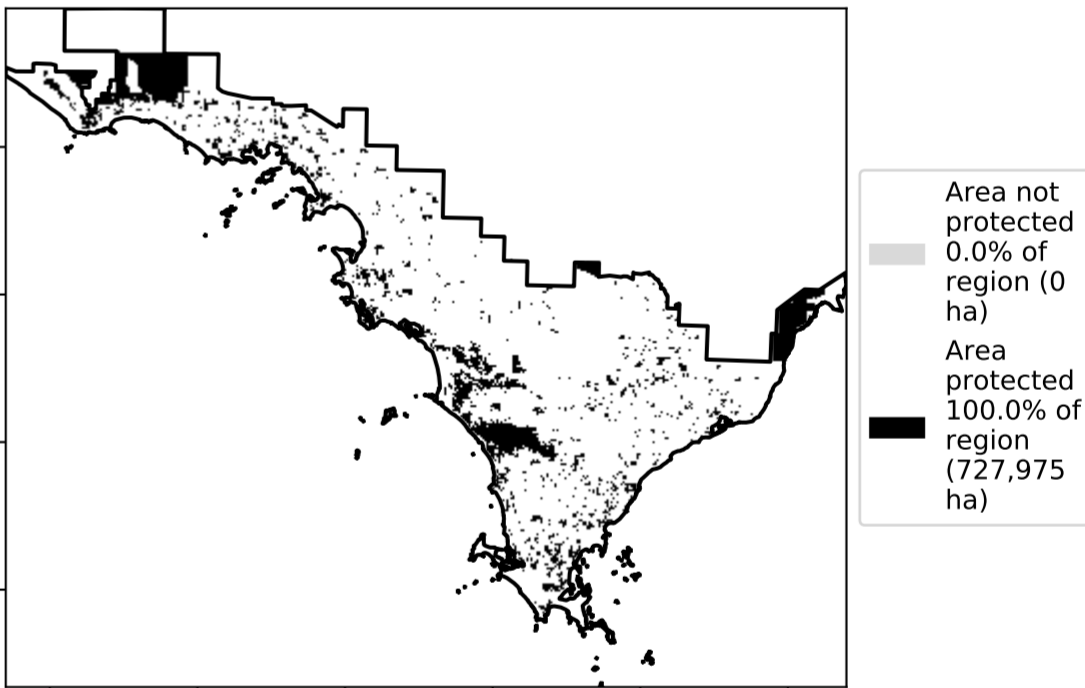 Area not
protected
0.0% of
region (0
ha)
Area
protected
100.0% of
region
(727,975
ha)